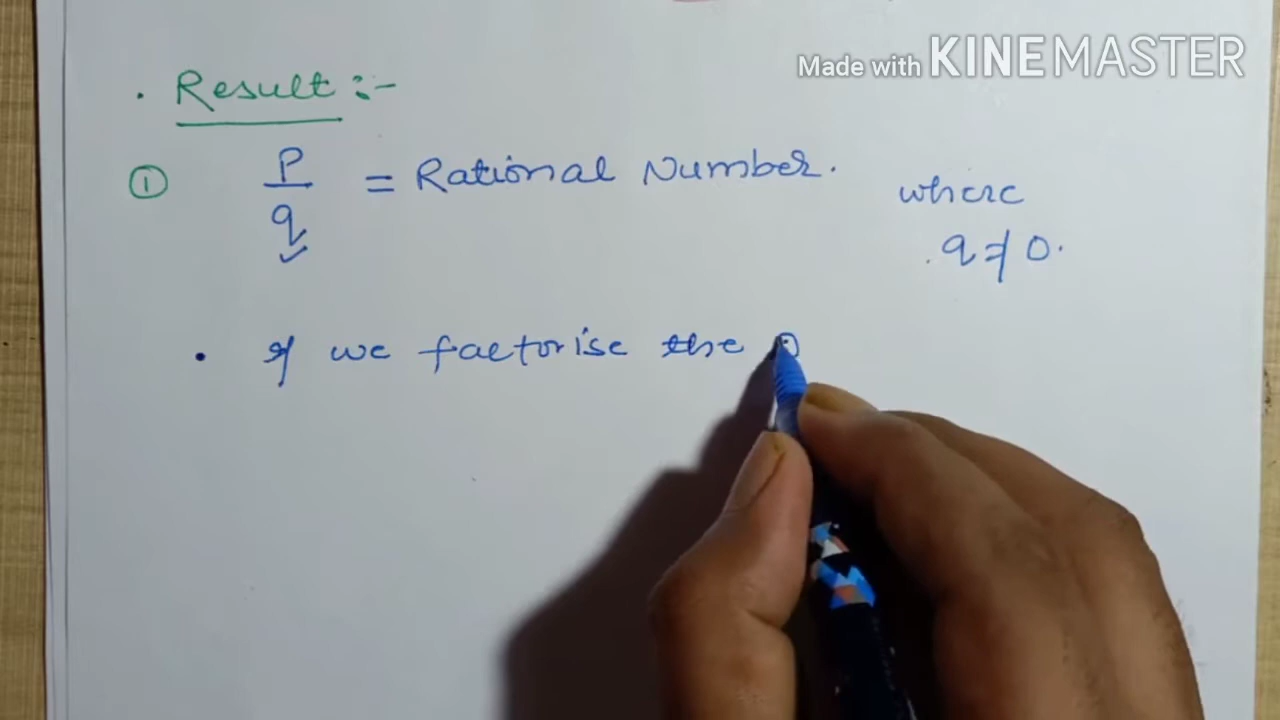 Made with KINEMASTER
. Result :-
① P/q = Rational Number. where q ≠ 0.
• If we factorise the